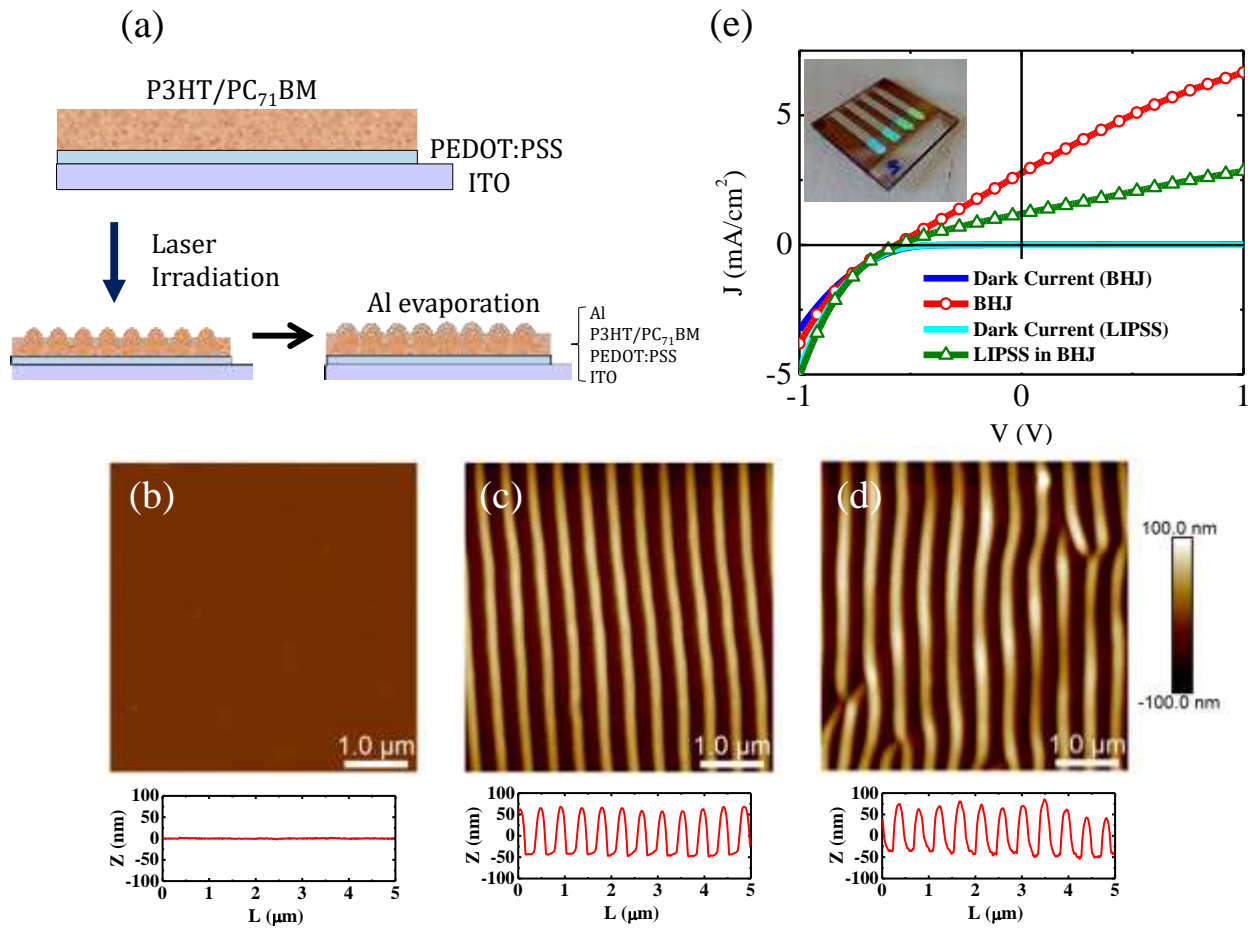 (a)
P3HT/PC₇₁BM
PEDOT:PSS
ITO
Laser
Irradiation
Al evaporation
Al
P3HT/PC₇₁BM
PEDOT:PSS
ITO
(e)
J (mA/cm²)
5
0
-5
-1
0
1
V (V)
Dark Current (BHJ)
BHJ
Dark Current (LIPSS)
LIPSS in BHJ
(b)
1.0 µm
(c)
1.0 µm
(d)
1.0 µm
100.0 nm
-100.0 nm
Z (nm)
100
50
0
-50
-100
0 1 2 3 4 5
L (µm)
Z (nm)
100
50
0
-50
-100
0 1 2 3 4 5
L (µm)
Z (nm)
100
50
0
-50
-100
0 1 2 3 4 5
L (µm)